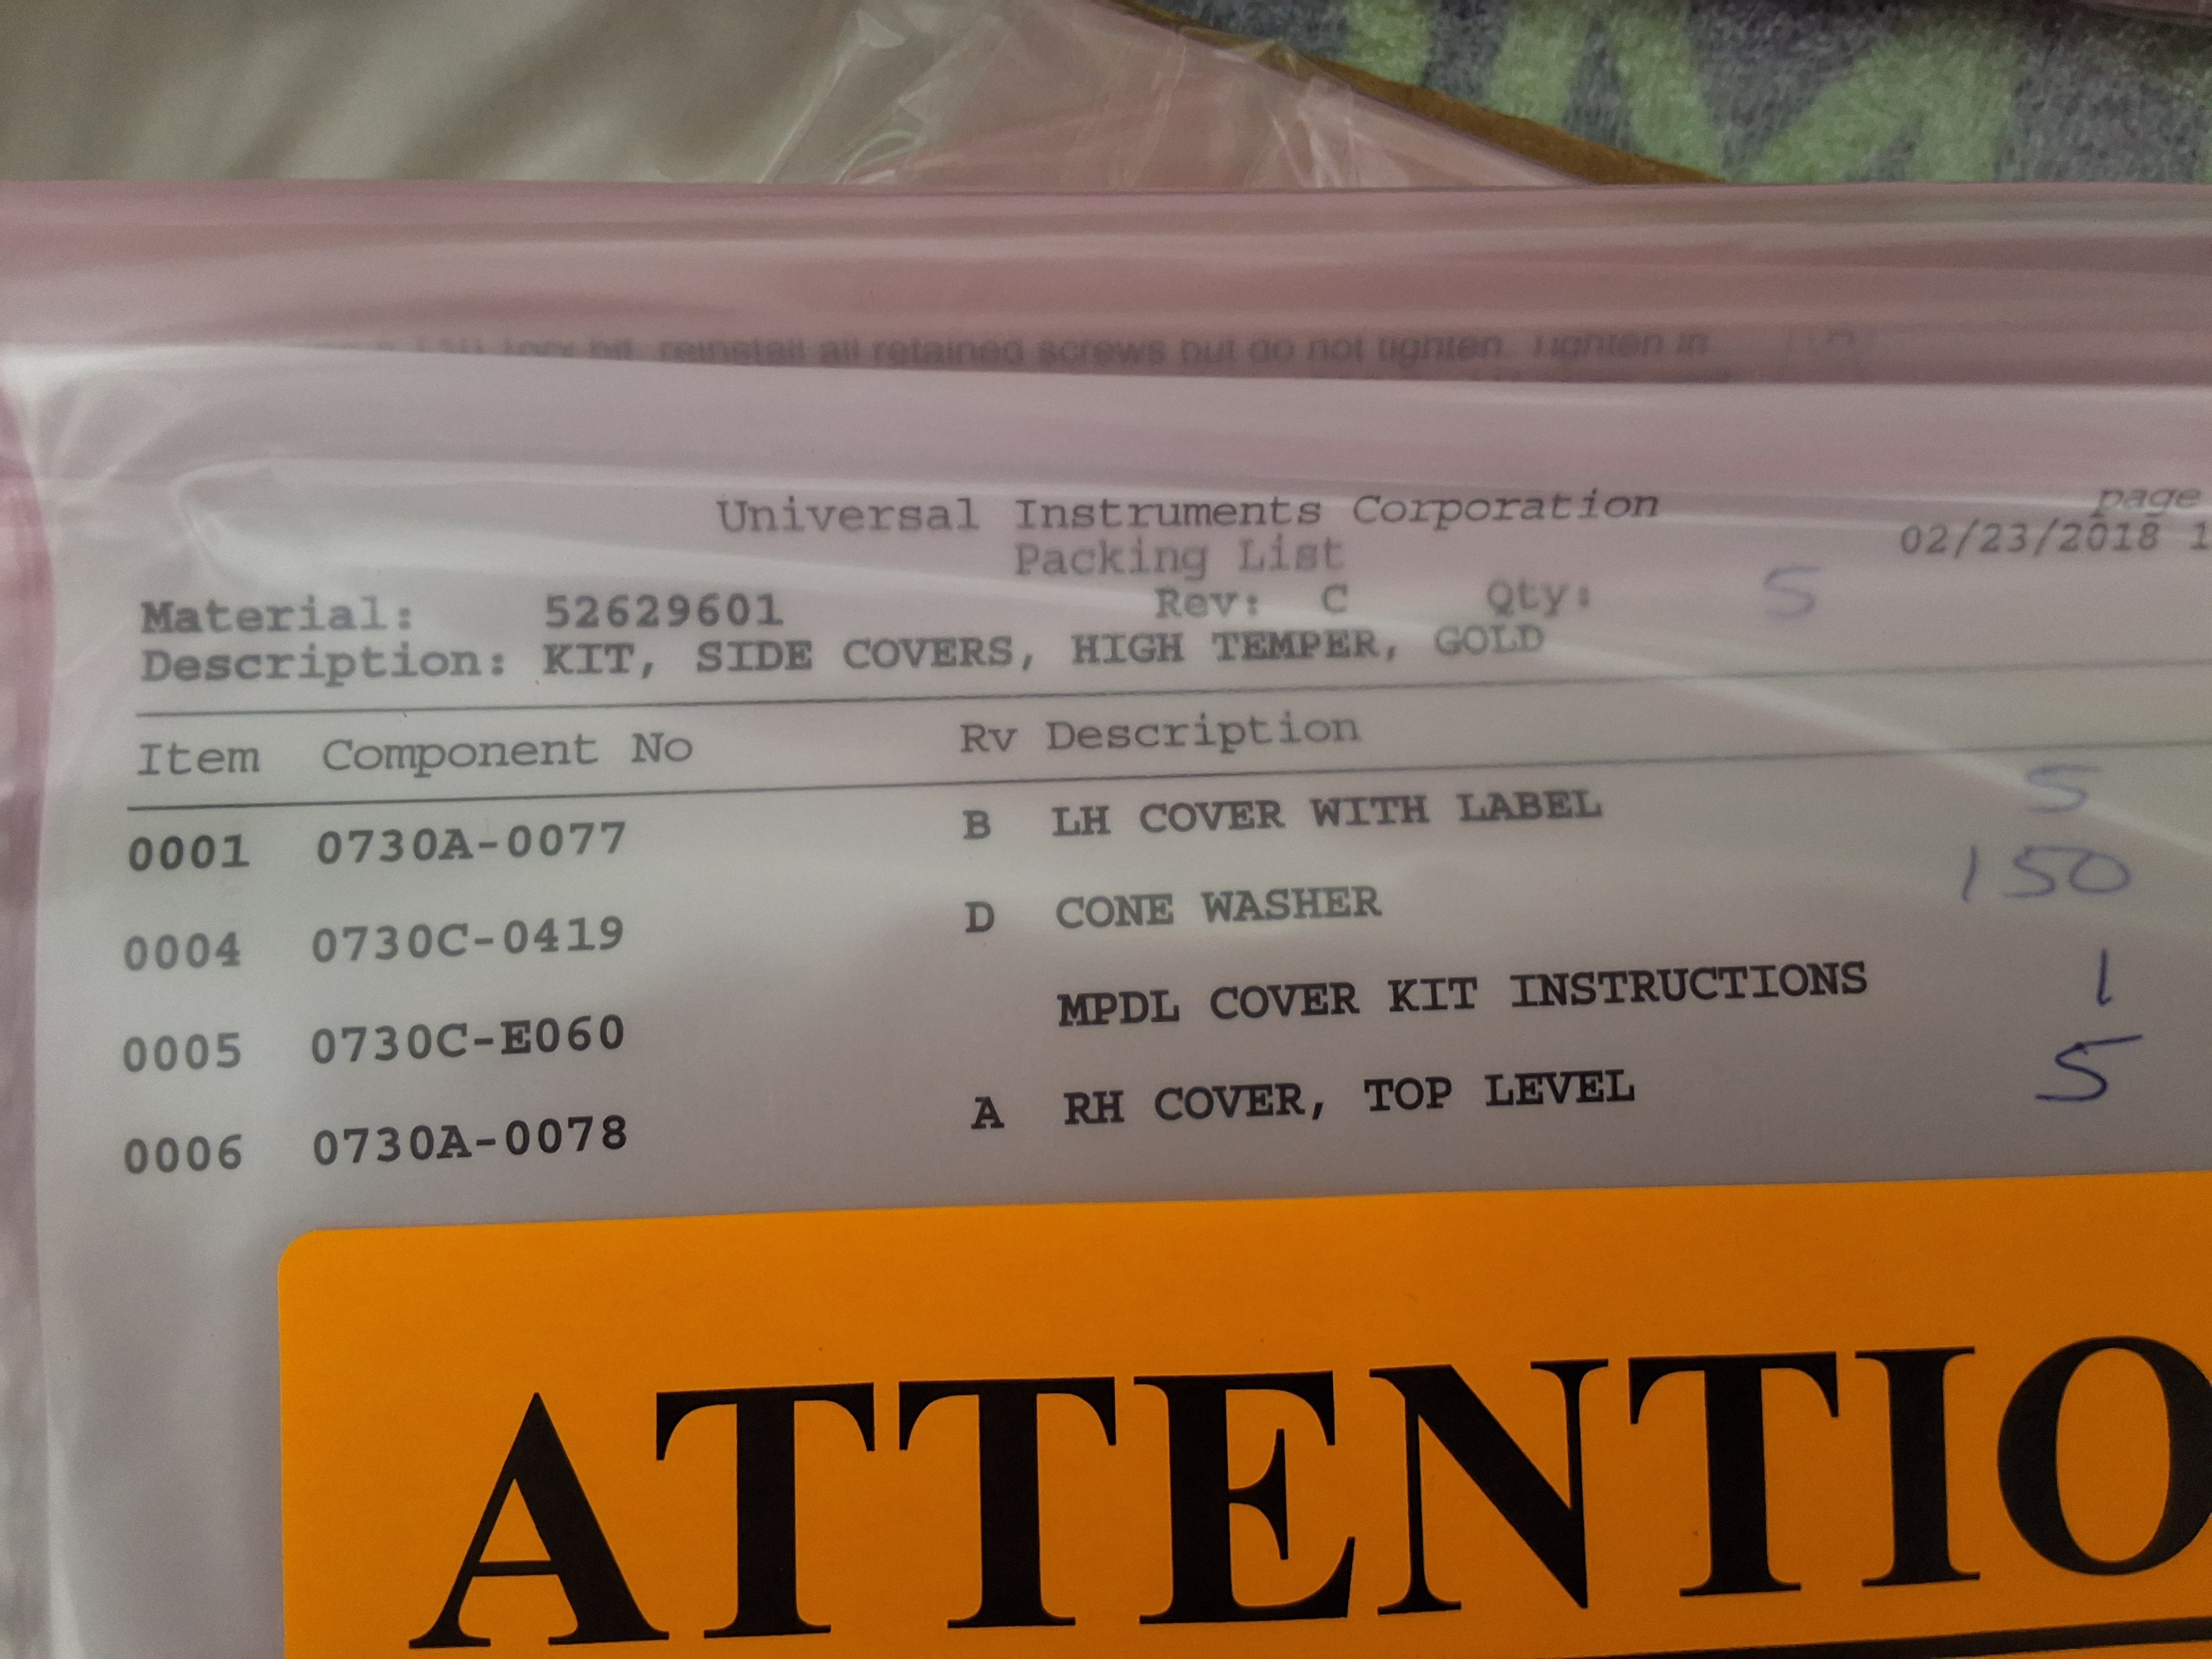 reinstall all retained screws but do not tighten. Tighten in
page
Universal Instruments Corporation
02/23/2018 1
Packing List
Material: 52629601 Rev: C Qty: 5
Description: KIT, SIDE COVERS, HIGH TEMPER, GOLD
Item Component No Rv Description
0001 0730A-0077 B LH COVER WITH LABEL 5
0004 0730C-0419 D CONE WASHER 150
0005 0730C-E060 MPDL COVER KIT INSTRUCTIONS 1
0006 0730A-0078 A RH COVER, TOP LEVEL 5
ATTENTIO